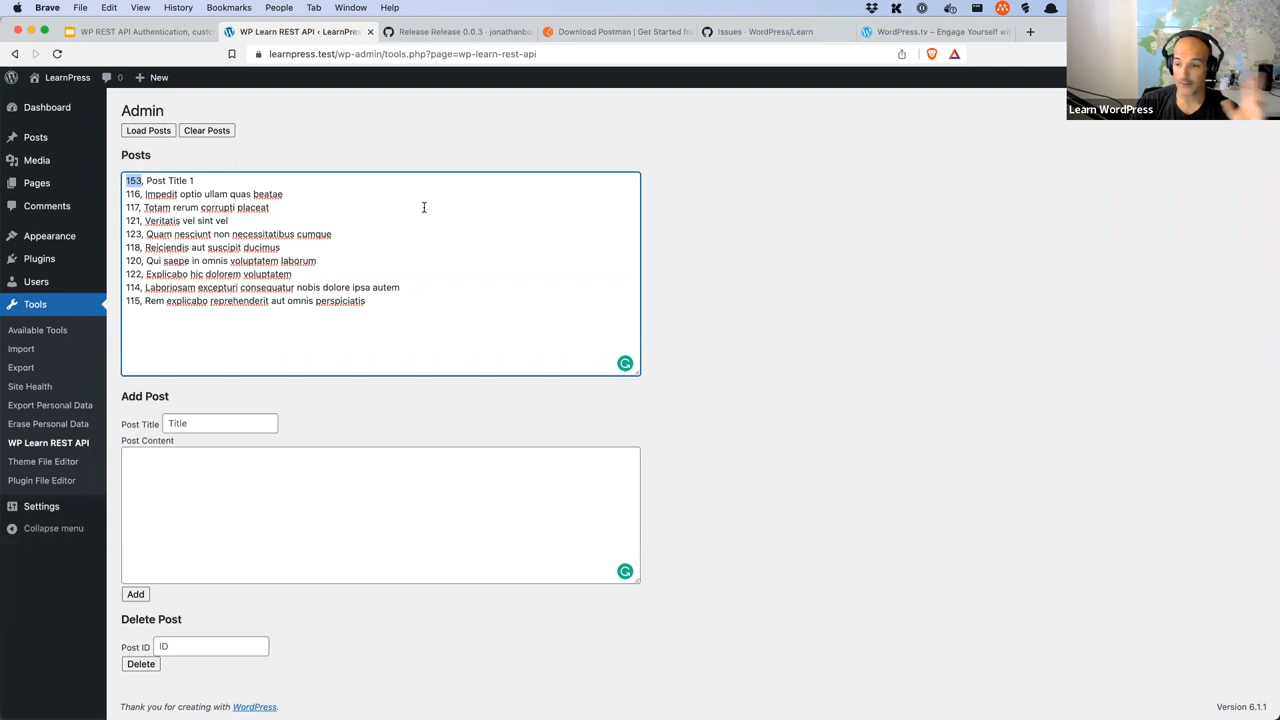 Brave File Edit View History Bookmarks People Tab Window Help
WP REST API Authentication, custo
WP Learn REST API ‹ LearnPres
Release Release 0.0.3 · jonathanbo
Download Postman | Get Started fo
Issues · WordPress/Learn
WordPress.tv – Engage Yourself wi
learnpress.test/wp-admin/tools.php?page=wp-learn-rest-api
LearnPress 0 New
Learn WordPress
Dashboard
Posts
Media
Pages
Comments
Appearance
Plugins
Users
Tools
Available Tools
Import
Export
Site Health
Export Personal Data
Erase Personal Data
WP Learn REST API
Theme File Editor
Plugin File Editor
Settings
Collapse menu
Admin
Load Posts Clear Posts
Posts
153, Post Title 1
116, Impedit optio ullam quas beatae
117, Totam rerum corrupti placeat
121, Veritatis vel sint vel
123, Quam nesciunt non necessitatibus cumque
118, Reiciendis aut suscipit ducimus
120, Qui saepe in omnis voluptatem laborum
122, Explicabo hic dolorem voluptatem
114, Laboriosam excepturi consequatur nobis dolore ipsa autem
115, Rem explicabo reprehenderit aut omnis perspiciatis
Add Post
Post Title Title
Post Content
Add
Delete Post
Post ID ID
Delete
Thank you for creating with WordPress.
Version 6.1.1